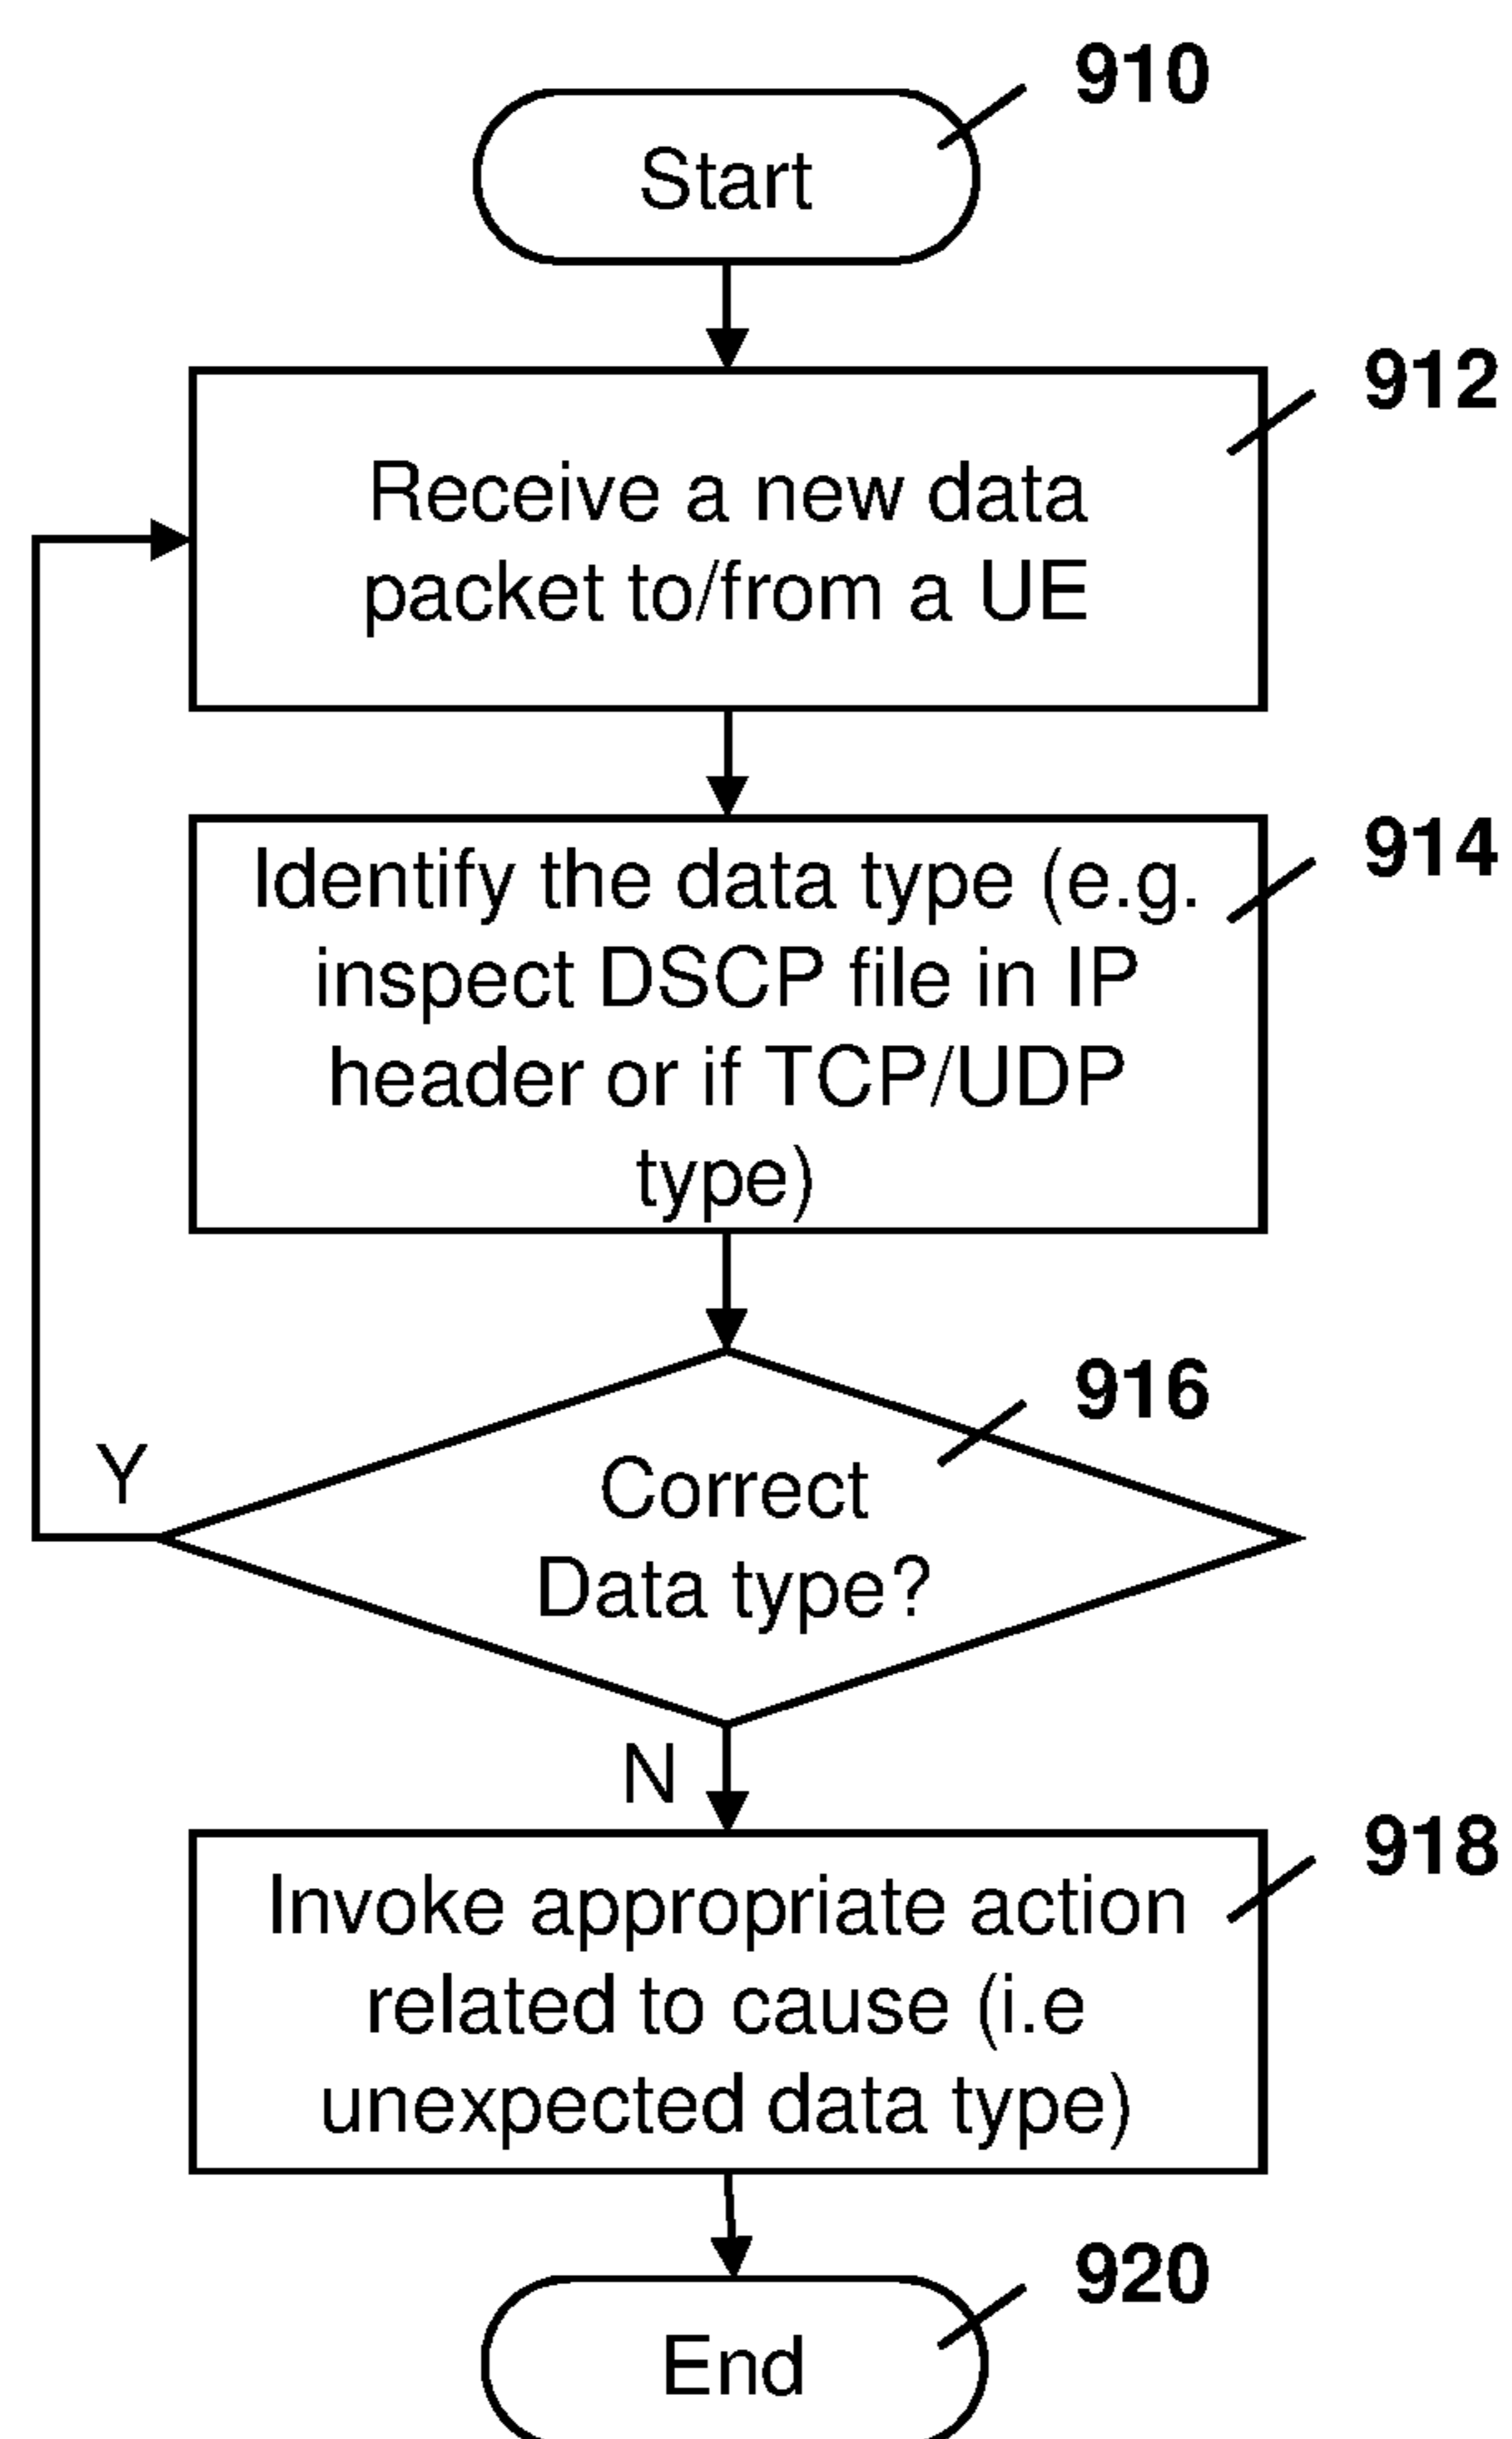 910
Start
912
Receive a new data
packet to/from a UE
914
Identify the data type (e.g.
inspect DSCP file in IP
header or if TCP/UDP
type)
916
Correct
Data type?
Y
N
918
Invoke appropriate action
related to cause (i.e
unexpected data type)
920
End